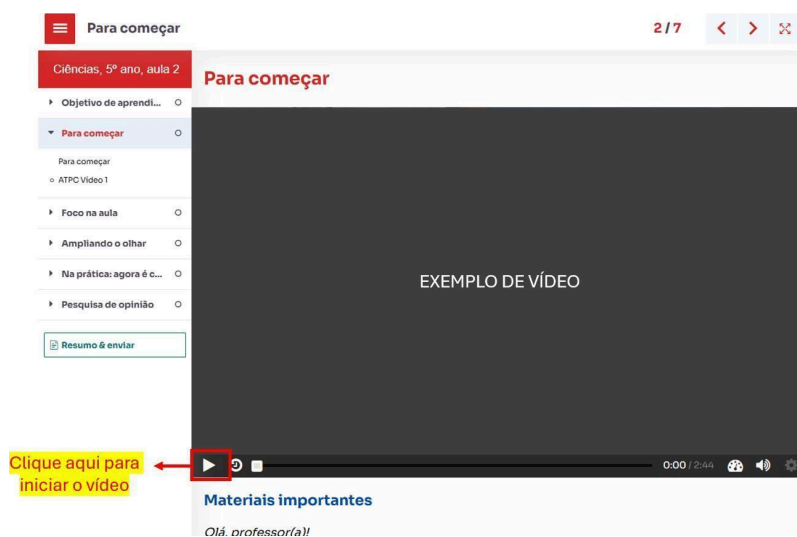 Para começar
2 / 7
Ciências, 5º ano, aula 2
Objetivo de aprendi...
Para começar
Para começar
ATPC Vídeo 1
Foco na aula
Ampliando o olhar
Na prática: agora é c...
Pesquisa de opinião
Resumo & enviar
Para começar
EXEMPLO DE VÍDEO
Clique aqui para
iniciar o vídeo
0:00 / 2:44
Materiais importantes
Olá, professor(a)!